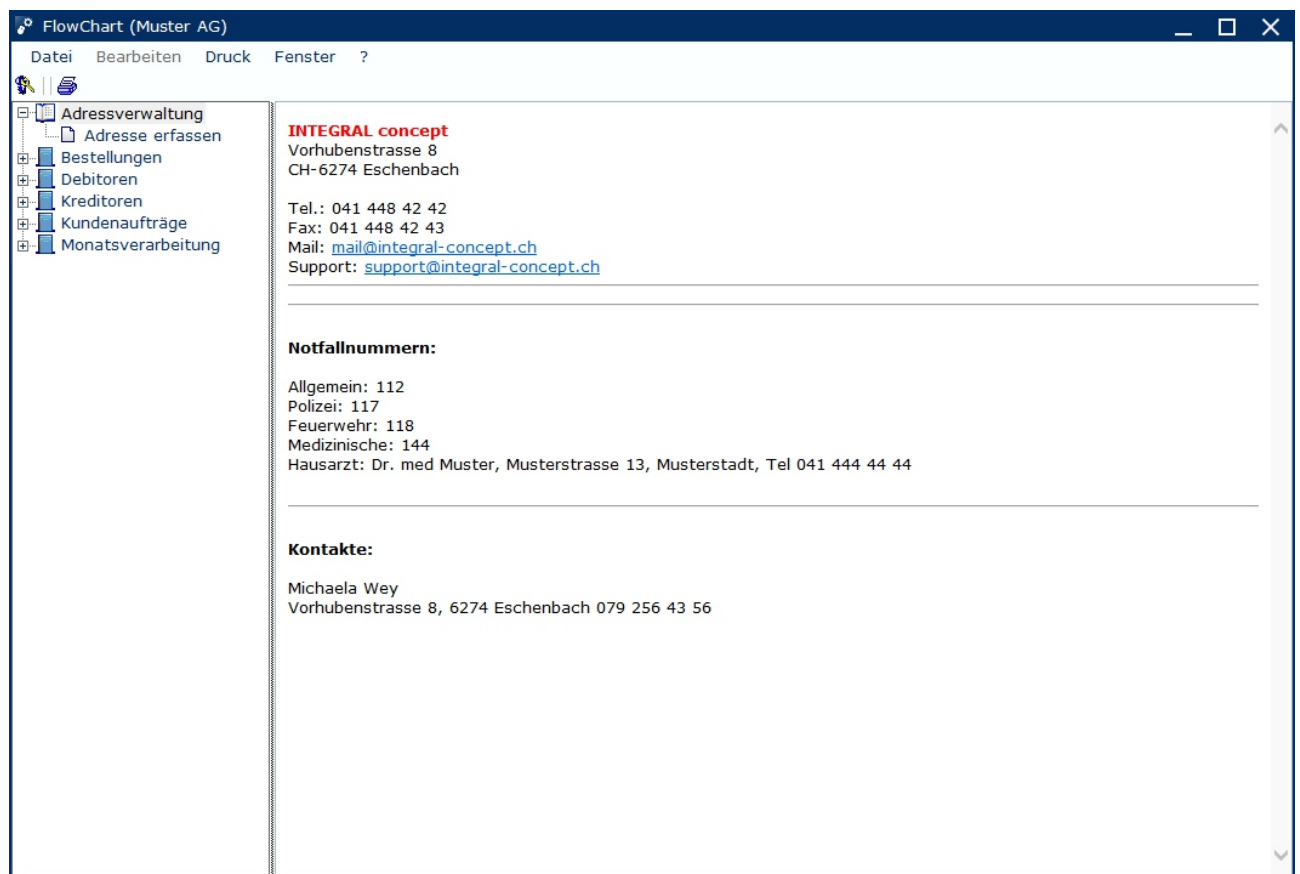 FlowChart (Muster AG)
Datei Bearbeiten Druck Fenster ?
Adressverwaltung
Adresse erfassen
Bestellungen
Debitoren
Kreditoren
Kundenaufträge
Monatsverarbeitung
INTEGRAL concept
Vorhubenstrasse 8
CH-6274 Eschenbach
Tel.: 041 448 42 42
Fax: 041 448 42 43
Mail: mail@integral-concept.ch
Support: support@integral-concept.ch
Notfallnummern:
Allgemein: 112
Polizei: 117
Feuerwehr: 118
Medizinische: 144
Hausarzt: Dr. med Muster, Musterstrasse 13, Musterstadt, Tel 041 444 44 44
Kontakte:
Michaela Wey
Vorhubenstrasse 8, 6274 Eschenbach 079 256 43 56